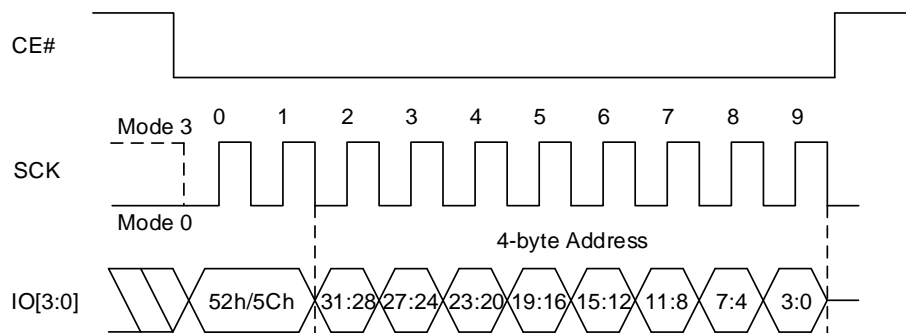 CE#
0 1 2 3 4 5 6 7 8 9
Mode 3
SCK
Mode 0
4-byte Address
IO[3:0] 52h/5Ch 31:28 27:24 23:20 19:16 15:12 11:8 7:4 3:0